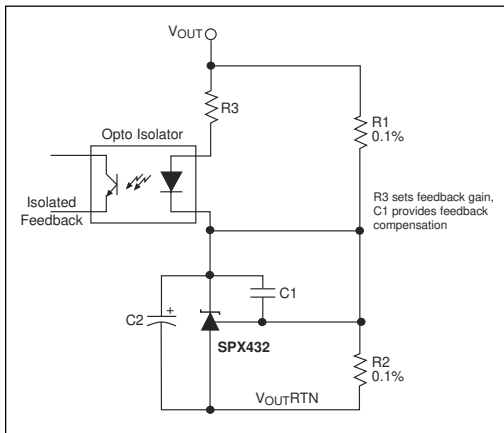 VOUT
R3
R1
0.1%
Opto Isolator
Isolated
Feedback
R3 sets feedback gain,
C1 provides feedback
compensation
C1
C2
+
SPX432
R2
0.1%
VOUTRTN